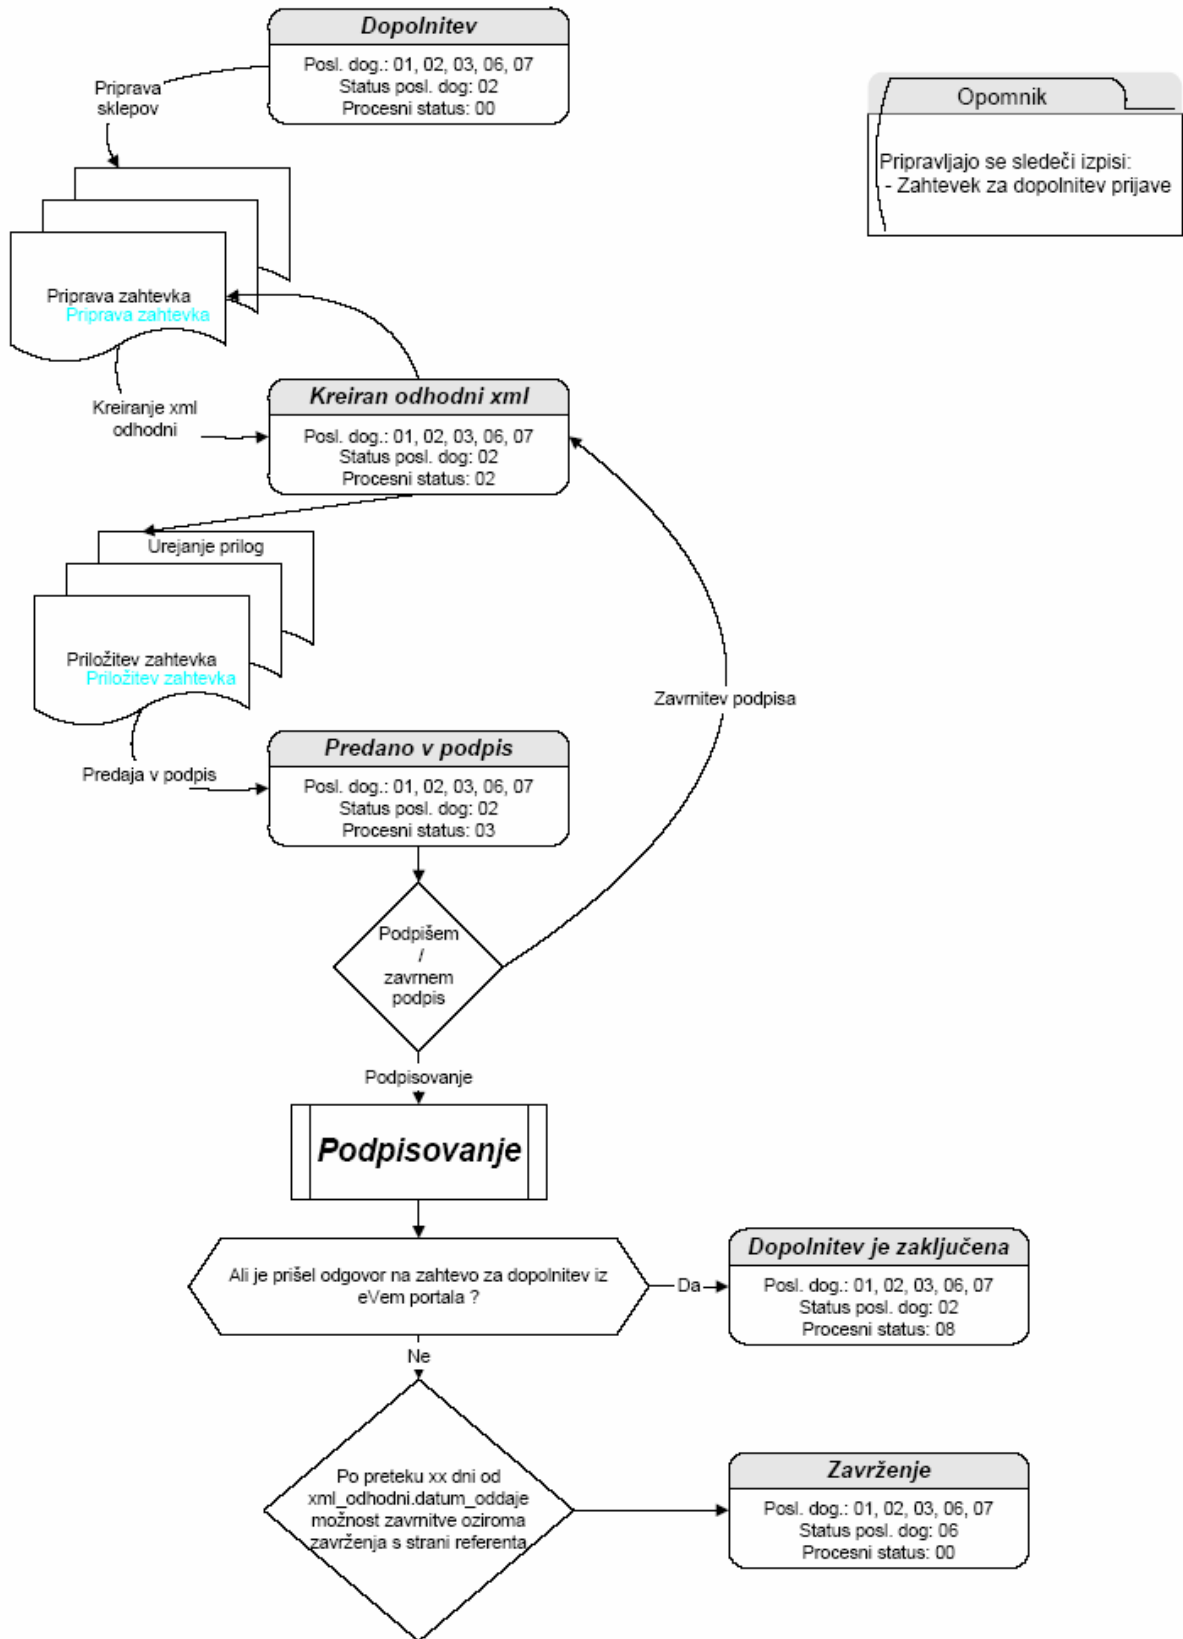 Dopolnitev
Posl. dog.: 01, 02, 03, 06, 07
Status posl. dog: 02
Procesni status: 00
Priprava
sklepov
Opomnik
Pripravljajo se sledeči izpisi:
- Zahtevek za dopolnitev prijave
Priprava zahtevka
Priprava zahtevka
Kreiranje xml
odhodni
Kreiran odhodni xml
Posl. dog.: 01, 02, 03, 06, 07
Status posl. dog: 02
Procesni status: 02
Urejanje prilog
Priložitev zahtevka
Priložitev zahtevka
Zavrnitev podpisa
Predaja v podpis
Predano v podpis
Posl. dog.: 01, 02, 03, 06, 07
Status posl. dog: 02
Procesni status: 03
Podpišem
/
zavrnem
podpis
Podpisovanje
Podpisovanje
Ali je prišel odgovor na zahtevo za dopolnitev iz
eVem portala ?
Da
Dopolnitev je zaključena
Posl. dog.: 01, 02, 03, 06, 07
Status posl. dog: 02
Procesni status: 08
Ne
Po preteku xx dni od
xml_odhodni.datum_oddaje
možnost zavrnitve oziroma
zavrženja s strani referenta
Zavrženje
Posl. dog.: 01, 02, 03, 06, 07
Status posl. dog: 06
Procesni status: 00